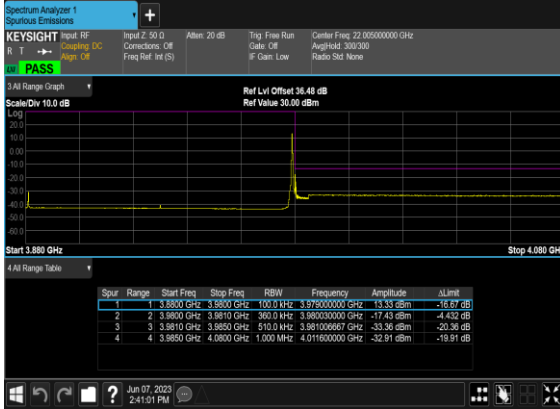 Spectrum Analyzer 1
Spurious Emissions
+
KEYSIGHT Input: RF Input Z: 50 Ω Atten: 20 dB Trig: Free Run Center Freq: 22.005000000 GHz
R T Coupling: DC Corrections: Off Gate: Off Avg|Hold: 300/300
Align: Off Freq Ref: Int (S) IF Gain: Low Radio Std: None
PASS
3 All Range Graph Ref Lvl Offset 36.48 dB
Scale/Div 10.0 dB Ref Value 30.00 dBm
Log
20.0
10.0
0.00
-10.0
-20.0
-30.0
-40.0
-50.0
-60.0
Start 3.880 GHz Stop 4.080 GH
4 All Range Table
Spur Range Start Freq Stop Freq RBW Frequency Amplitude ΔLimit
1 1 3.8800 GHz 3.9800 GHz 100.0 kHz 3.979000000 GHz 13.33 dBm -16.67 dB
2 2 3.9800 GHz 3.9810 GHz 360.0 kHz 3.980030000 GHz -17.43 dBm -4.432 dB
3 3 3.9810 GHz 3.9850 GHz 510.0 kHz 3.981006667 GHz -33.36 dBm -20.36 dB
4 4 3.9850 GHz 4.0800 GHz 1.000 MHz 4.011600000 GHz -32.91 dBm -19.91 dB
? Jun 07, 2023
2:41:01 PM